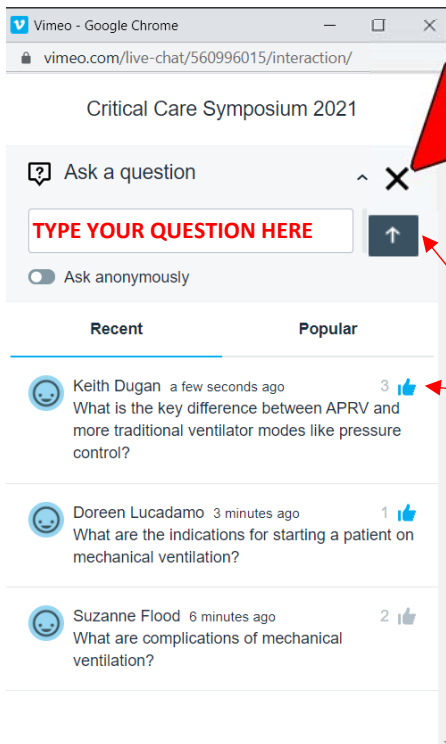 Vimeo - Google Chrome
vimeo.com/live-chat/560996015/interaction/
Critical Care Symposium 2021
Ask a question
TYPE YOUR QUESTION HERE
Ask anonymously
Recent Popular
Keith Dugan a few seconds ago 3
What is the key difference between APRV and
more traditional ventilator modes like pressure
control?
Doreen Lucadamo 3 minutes ago 1
What are the indications for starting a patient on
mechanical ventilation?
Suzanne Flood 6 minutes ago 2
What are complications of mechanical
ventilation?